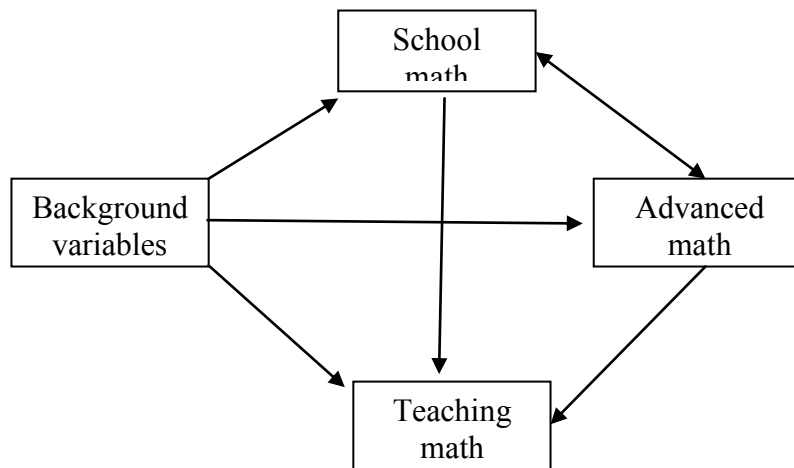 School
math
Background
variables
Advanced
math
Teaching
math